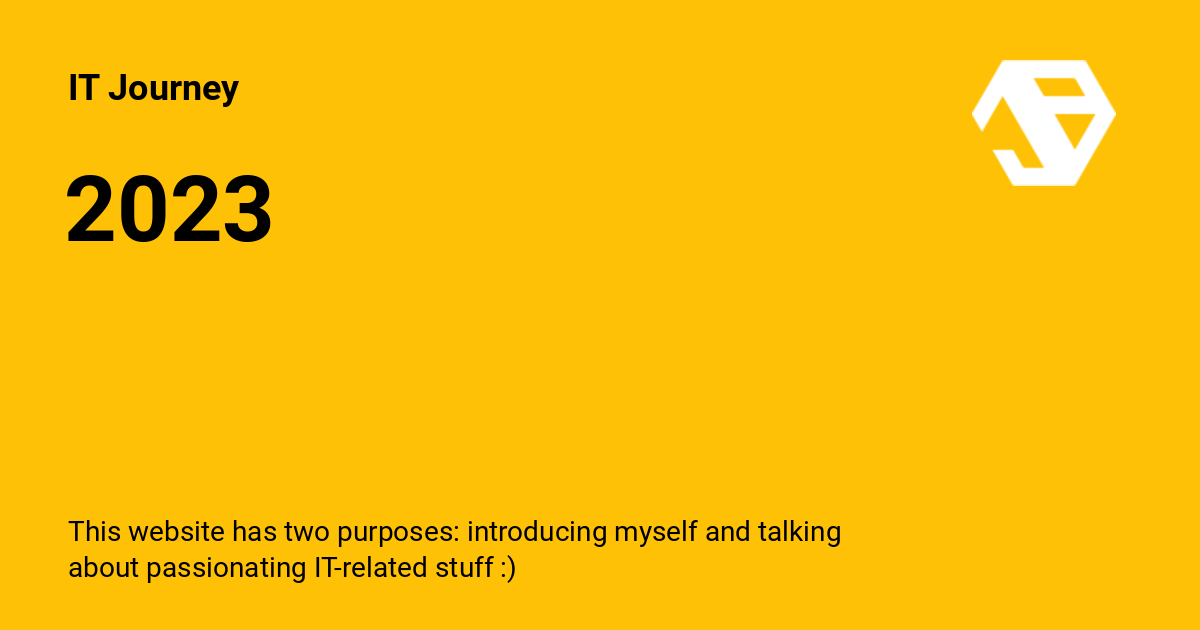 IT Journey
2023
This website has two purposes: introducing myself and talking
about passionating IT-related stuff :)